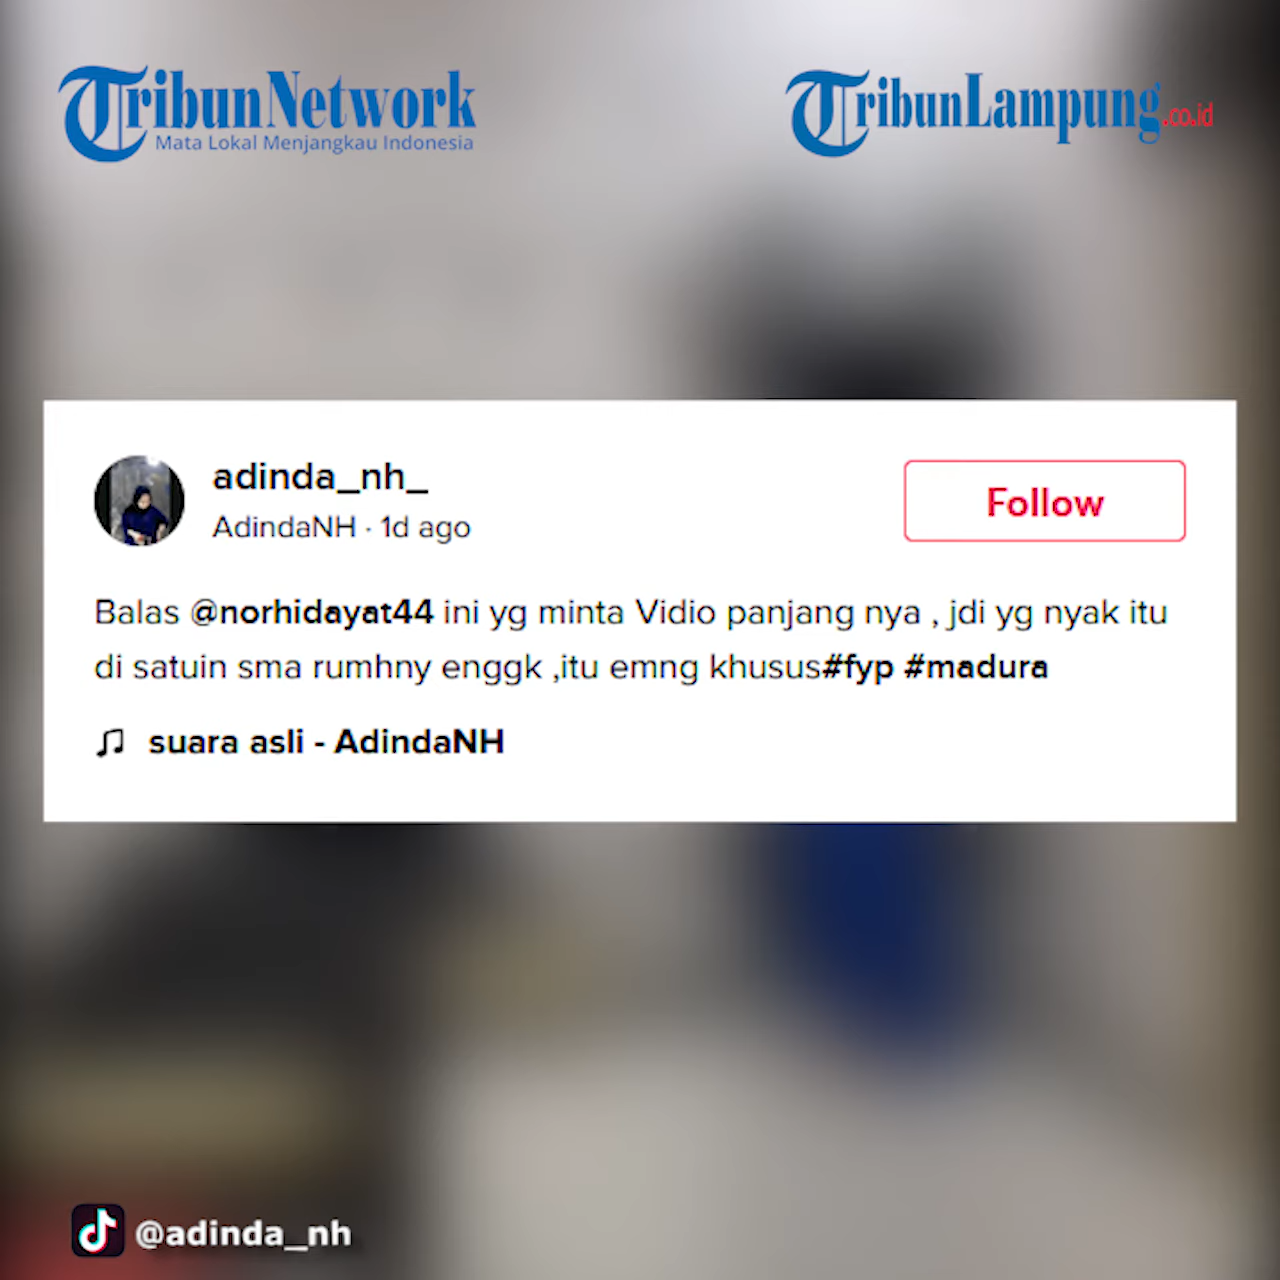 TribunNetwork
Mata Lokal Menjangkau Indonesia
TribunLampung.co.id
adinda_nh_
AdindaNH · 1d ago
Follow
Balas @norhidayat44 ini yg minta Vidio panjang nya , jdi yg nyak itu
di satuin sma rumhny enggk ,itu emng khusus#fyp #madura
suara asli - AdindaNH
@adinda_nh